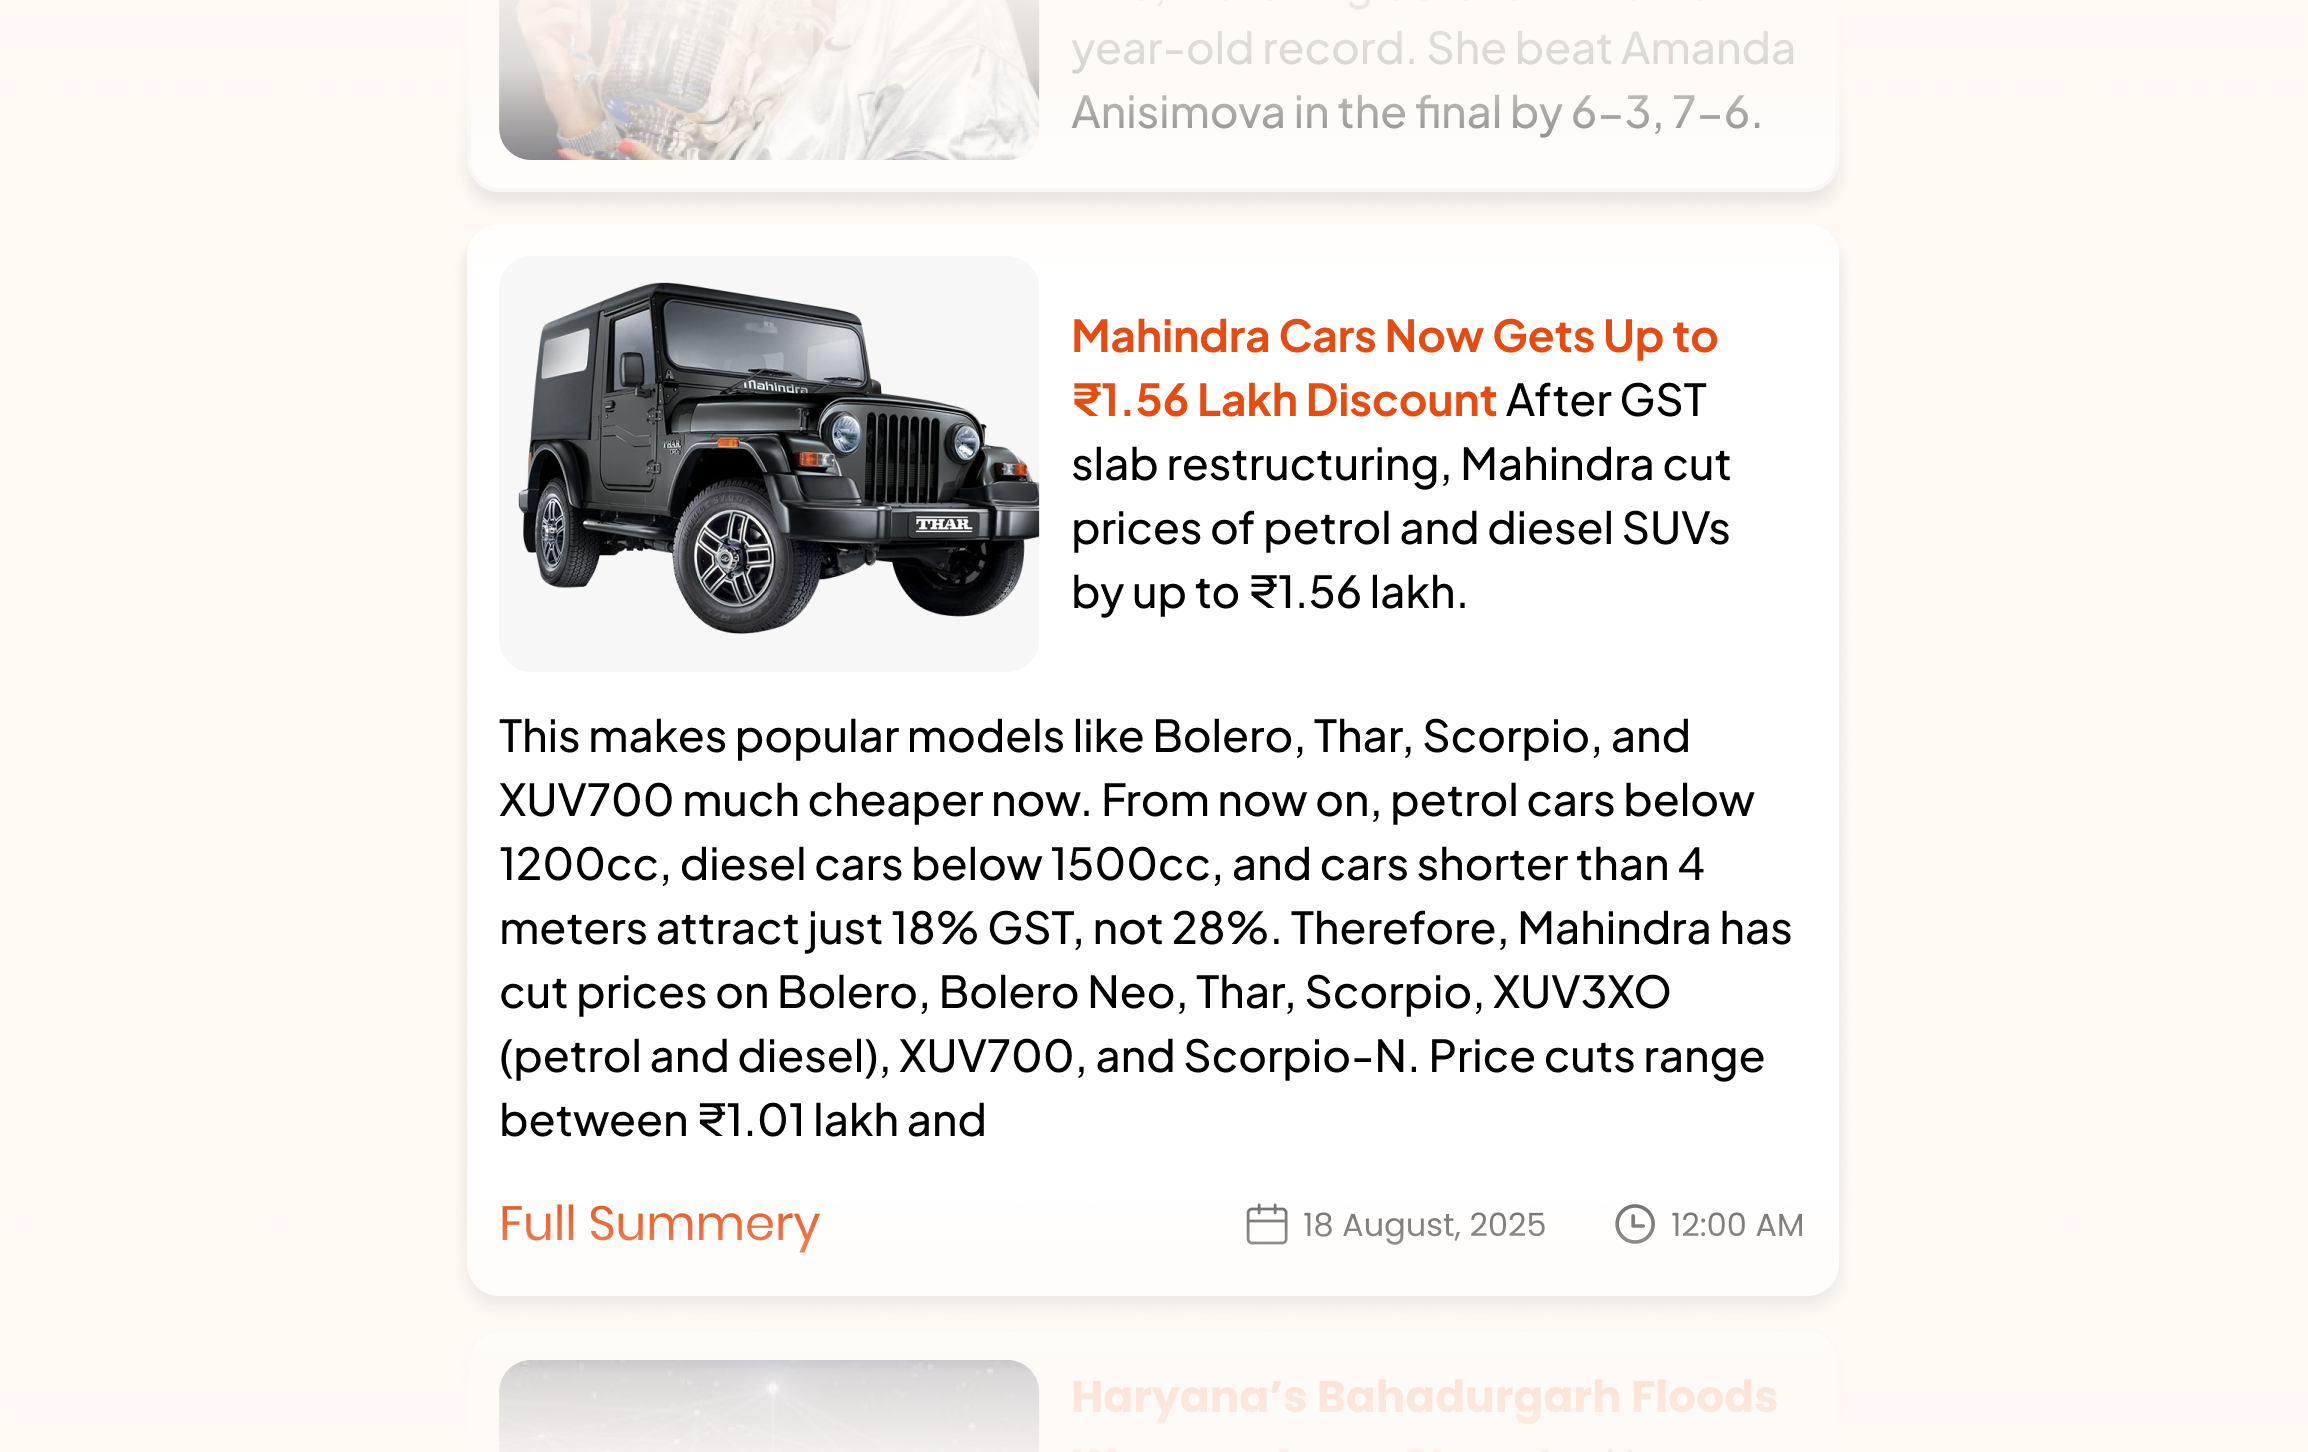 year-old record. She beat Amanda
Anisimova in the final by 6–3, 7–6.
Mahindra
THAR
THAR
Mahindra Cars Now Gets Up to
₹1.56 Lakh Discount After GST
slab restructuring, Mahindra cut
prices of petrol and diesel SUVs
by up to ₹1.56 lakh.
This makes popular models like Bolero, Thar, Scorpio, and
XUV700 much cheaper now. From now on, petrol cars below
1200cc, diesel cars below 1500cc, and cars shorter than 4
meters attract just 18% GST, not 28%. Therefore, Mahindra has
cut prices on Bolero, Bolero Neo, Thar, Scorpio, XUV3XO
(petrol and diesel), XUV700, and Scorpio-N. Price cuts range
between ₹1.01 lakh and
Full Summery
18 August, 2025
12:00 AM
Haryana's Bahadurgarh Floods